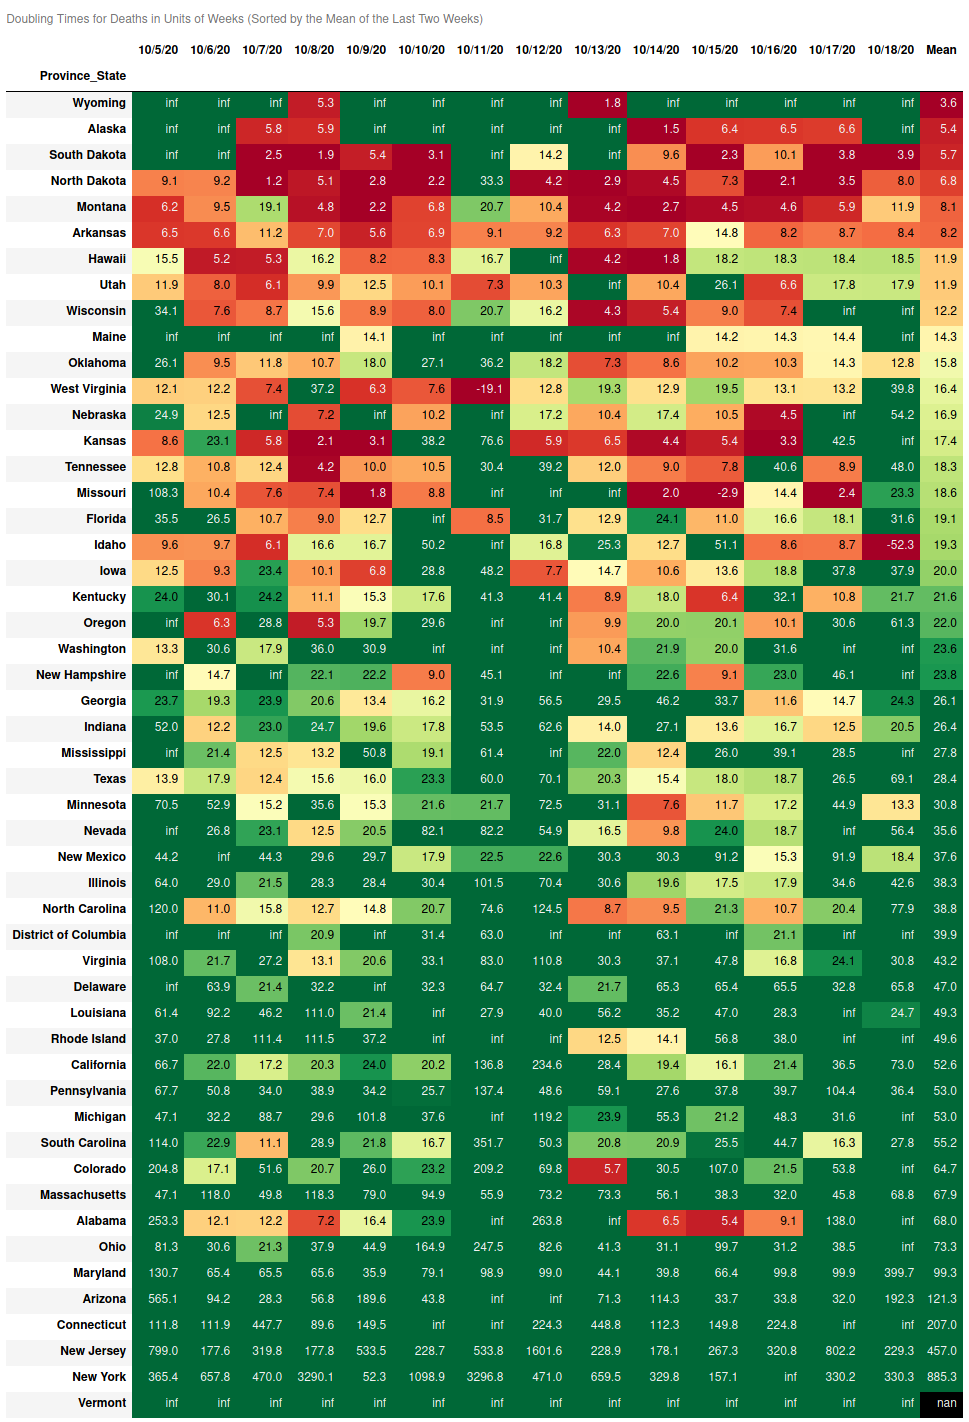 Doubling Times for Deaths in Units of Weeks (Sorted by the Mean of the Last Two Weeks)
10/5/20 10/6/20 10/7/20 10/8/20 10/9/20 10/10/20 10/11/20 10/12/20 10/13/20 10/14/20 10/15/20 10/16/20 10/17/20 10/18/20 Mean
Province_State
Wyoming inf inf inf 5.3 inf inf inf inf 1.8 inf inf inf inf inf 3.6
Alaska inf inf 5.8 5.9 inf inf inf inf inf 1.5 6.4 6.5 6.6 inf 5.4
South Dakota inf inf 2.5 1.9 5.4 3.1 inf 14.2 inf 9.6 2.3 10.1 3.8 3.9 5.7
North Dakota 9.1 9.2 1.2 5.1 2.8 2.2 33.3 4.2 2.9 4.5 7.3 2.1 3.5 8.0 6.8
Montana 6.2 9.5 19.1 4.8 2.2 6.8 20.7 10.4 4.2 2.7 4.5 4.6 5.9 11.9 8.1
Arkansas 6.5 6.6 11.2 7.0 5.6 6.9 9.1 9.2 6.3 7.0 14.8 8.2 8.7 8.4 8.2
Hawaii 15.5 5.2 5.3 16.2 8.2 8.3 16.7 inf 4.2 1.8 18.2 18.3 18.4 18.5 11.9
Utah 11.9 8.0 6.1 9.9 12.5 10.1 7.3 10.3 inf 10.4 26.1 6.6 17.8 17.9 11.9
Wisconsin 34.1 7.6 8.7 15.6 8.9 8.0 20.7 16.2 4.3 5.4 9.0 7.4 inf inf 12.2
Maine inf inf inf inf 14.1 inf inf inf inf inf 14.2 14.3 14.4 inf 14.3
Oklahoma 26.1 9.5 11.8 10.7 18.0 27.1 36.2 18.2 7.3 8.6 10.2 10.3 14.3 12.8 15.8
West Virginia 12.1 12.2 7.4 37.2 6.3 7.6 -19.1 12.8 19.3 12.9 19.5 13.1 13.2 39.8 16.4
Nebraska 24.9 12.5 inf 7.2 inf 10.2 inf 17.2 10.4 17.4 10.5 4.5 inf 54.2 16.9
Kansas 8.6 23.1 5.8 2.1 3.1 38.2 76.6 5.9 6.5 4.4 5.4 3.3 42.5 inf 17.4
Tennessee 12.8 10.8 12.4 4.2 10.0 10.5 30.4 39.2 12.0 9.0 7.8 40.6 8.9 48.0 18.3
Missouri 108.3 10.4 7.6 7.4 1.8 8.8 inf inf inf 2.0 -2.9 14.4 2.4 23.3 18.6
Florida 35.5 26.5 10.7 9.0 12.7 inf 8.5 31.7 12.9 24.1 11.0 16.6 18.1 31.6 19.1
Idaho 9.6 9.7 6.1 16.6 16.7 50.2 inf 16.8 25.3 12.7 51.1 8.6 8.7 -52.3 19.3
Iowa 12.5 9.3 23.4 10.1 6.8 28.8 48.2 7.7 14.7 10.6 13.6 18.8 37.8 37.9 20.0
Kentucky 24.0 30.1 24.2 11.1 15.3 17.6 41.3 41.4 8.9 18.0 6.4 32.1 10.8 21.7 21.6
Oregon inf 6.3 28.8 5.3 19.7 29.6 inf inf 9.9 20.0 20.1 10.1 30.6 61.3 22.0
Washington 13.3 30.6 17.9 36.0 30.9 inf inf inf 10.4 21.9 20.0 31.6 inf inf 23.6
New Hampshire inf 14.7 inf 22.1 22.2 9.0 45.1 inf inf 22.6 9.1 23.0 46.1 inf 23.8
Georgia 23.7 19.3 23.9 20.6 13.4 16.2 31.9 56.5 29.5 46.2 33.7 11.6 14.7 24.3 26.1
Indiana 52.0 12.2 23.0 24.7 19.6 17.8 53.5 62.6 14.0 27.1 13.6 16.7 12.5 20.5 26.4
Mississippi inf 21.4 12.5 13.2 50.8 19.1 61.4 inf 22.0 12.4 26.0 39.1 28.5 inf 27.8
Texas 13.9 17.9 12.4 15.6 16.0 23.3 60.0 70.1 20.3 15.4 18.0 18.7 26.5 69.1 28.4
Minnesota 70.5 52.9 15.2 35.6 15.3 21.6 21.7 72.5 31.1 7.6 11.7 17.2 44.9 13.3 30.8
Nevada inf 26.8 23.1 12.5 20.5 82.1 82.2 54.9 16.5 9.8 24.0 18.7 inf 56.4 35.6
New Mexico 44.2 inf 44.3 29.6 29.7 17.9 22.5 22.6 30.3 30.3 91.2 15.3 91.9 18.4 37.6
Illinois 64.0 29.0 21.5 28.3 28.4 30.4 101.5 70.4 30.6 19.6 17.5 17.9 34.6 42.6 38.3
North Carolina 120.0 11.0 15.8 12.7 14.8 20.7 74.6 124.5 8.7 9.5 21.3 10.7 20.4 77.9 38.8
District of Columbia inf inf inf 20.9 inf 31.4 63.0 inf inf 63.1 inf 21.1 inf inf 39.9
Virginia 108.0 21.7 27.2 13.1 20.6 33.1 83.0 110.8 30.3 37.1 47.8 16.8 24.1 30.8 43.2
Delaware inf 63.9 21.4 32.2 inf 32.3 64.7 32.4 21.7 65.3 65.4 65.5 32.8 65.8 47.0
Louisiana 61.4 92.2 46.2 111.0 21.4 inf 27.9 40.0 56.2 35.2 47.0 28.3 inf 24.7 49.3
Rhode Island 37.0 27.8 111.4 111.5 37.2 inf inf inf 12.5 14.1 56.8 38.0 inf inf 49.6
California 66.7 22.0 17.2 20.3 24.0 20.2 136.8 234.6 28.4 19.4 16.1 21.4 36.5 73.0 52.6
Pennsylvania 67.7 50.8 34.0 38.9 34.2 25.7 137.4 48.6 59.1 27.6 37.8 39.7 104.4 36.4 53.0
Michigan 47.1 32.2 88.7 29.6 101.8 37.6 inf 119.2 23.9 55.3 21.2 48.3 31.6 inf 53.0
South Carolina 114.0 22.9 11.1 28.9 21.8 16.7 351.7 50.3 20.8 20.9 25.5 44.7 16.3 27.8 55.2
Colorado 204.8 17.1 51.6 20.7 26.0 23.2 209.2 69.8 5.7 30.5 107.0 21.5 53.8 inf 64.7
Massachusetts 47.1 118.0 49.8 118.3 79.0 94.9 55.9 73.2 73.3 56.1 38.3 32.0 45.8 68.8 67.9
Alabama 253.3 12.1 12.2 7.2 16.4 23.9 inf 263.8 inf 6.5 5.4 9.1 138.0 inf 68.0
Ohio 81.3 30.6 21.3 37.9 44.9 164.9 247.5 82.6 41.3 31.1 99.7 31.2 38.5 inf 73.3
Maryland 130.7 65.4 65.5 65.6 35.9 79.1 98.9 99.0 44.1 39.8 66.4 99.8 99.9 399.7 99.3
Arizona 565.1 94.2 28.3 56.8 189.6 43.8 inf inf 71.3 114.3 33.7 33.8 32.0 192.3 121.3
Connecticut 111.8 111.9 447.7 89.6 149.5 inf inf 224.3 448.8 112.3 149.8 224.8 inf inf 207.0
New Jersey 799.0 177.6 319.8 177.8 533.5 228.7 533.8 1601.6 228.9 178.1 267.3 320.8 802.2 229.3 457.0
New York 365.4 657.8 470.0 3290.1 52.3 1098.9 3296.8 471.0 659.5 329.8 157.1 inf 330.2 330.3 885.3
Vermont inf inf inf inf inf inf inf inf inf inf inf inf inf inf nan